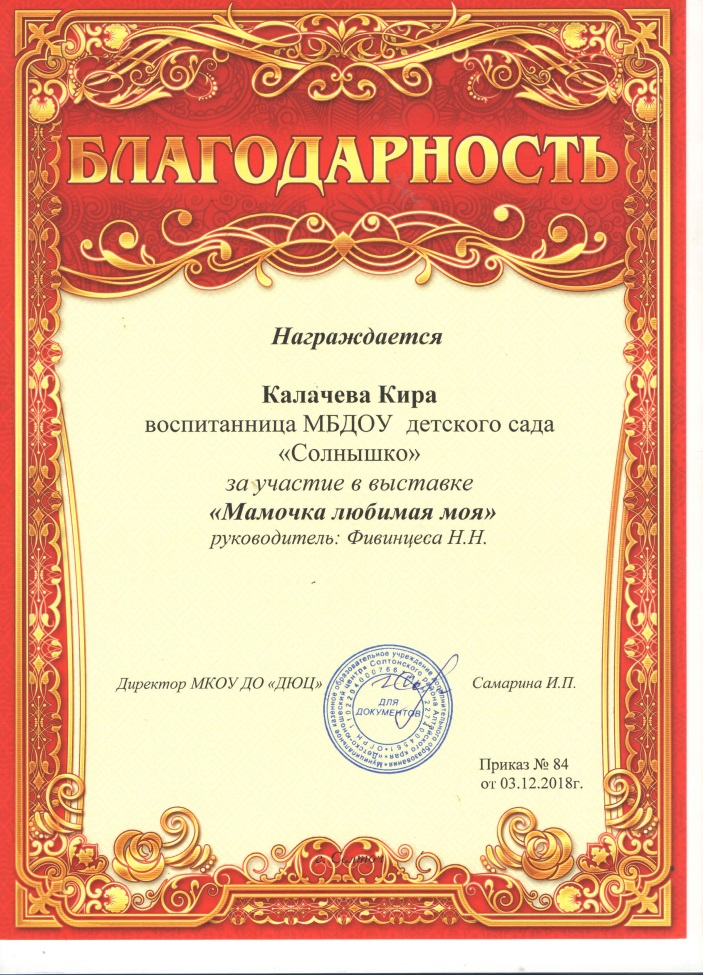 БЛАГОДАРНОСТЬ
Награждается
Калачева Кира
воспитанница МБДОУ детского сада
«Солнышко»
за участие в выставке
«Мамочка любимая моя»
руководитель: Фивинцеса Н.Н.
Директор МКОУ ДО «ДЮЦ»
Самарина И.П.
ДЛЯ
ДОКУМЕНТОВ
Приказ № 84
от 03.12.2018г.